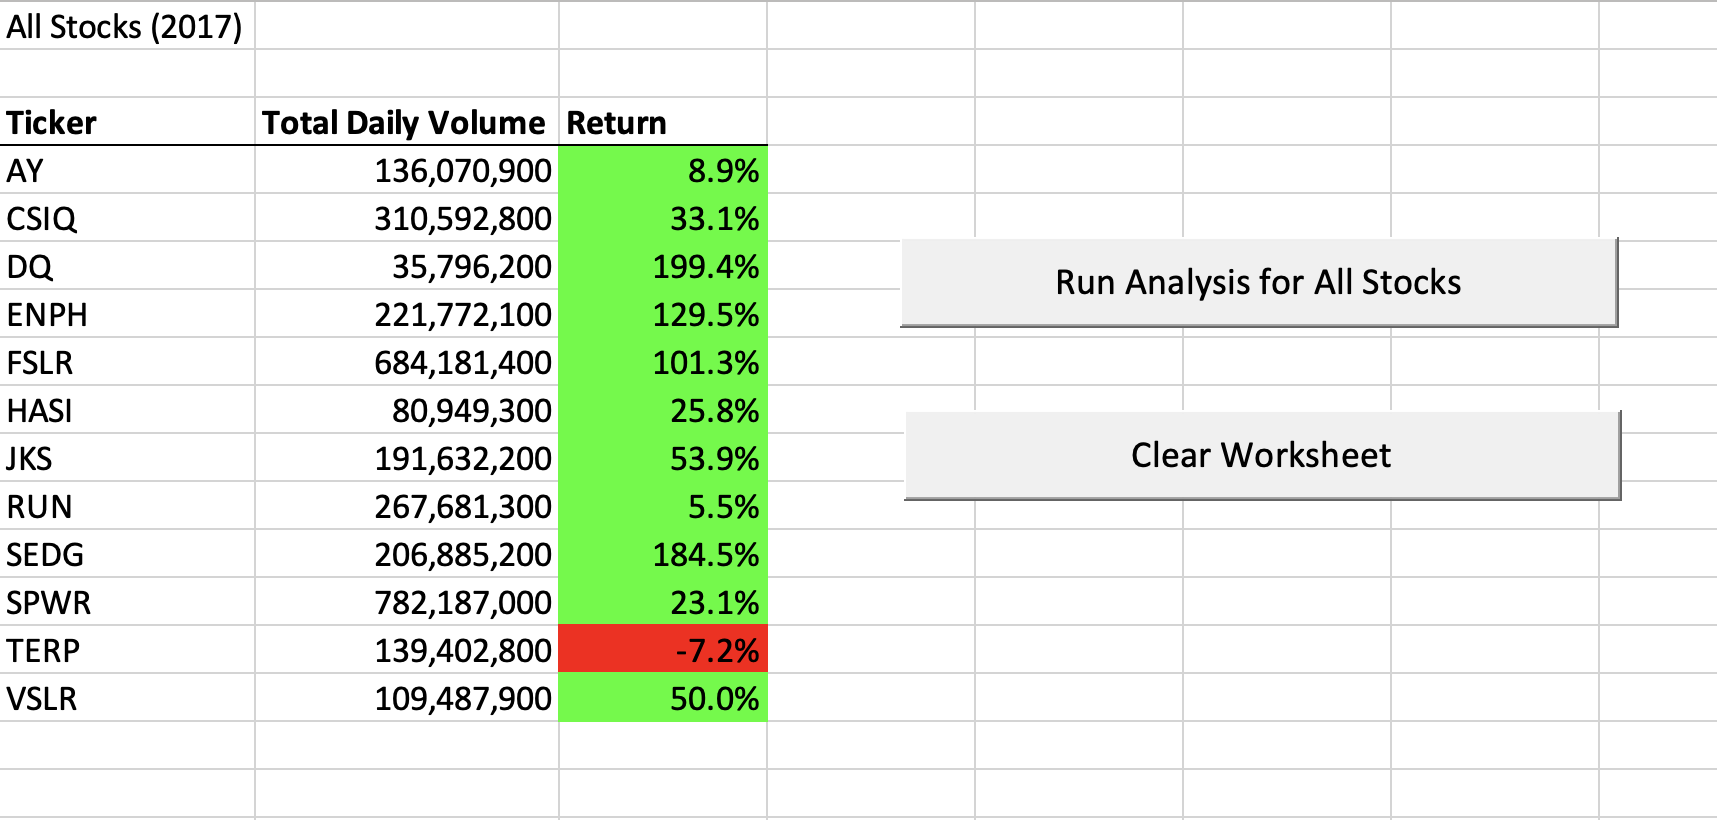 All Stocks (2017)
Ticker Total Daily Volume Return
AY 136,070,900 8.9%
CSIQ 310,592,800 33.1%
DQ 35,796,200 199.4%
ENPH 221,772,100 129.5%
FSLR 684,181,400 101.3%
HASI 80,949,300 25.8%
JKS 191,632,200 53.9%
RUN 267,681,300 5.5%
SEDG 206,885,200 184.5%
SPWR 782,187,000 23.1%
TERP 139,402,800 -7.2%
VSLR 109,487,900 50.0%
Run Analysis for All Stocks
Clear Worksheet